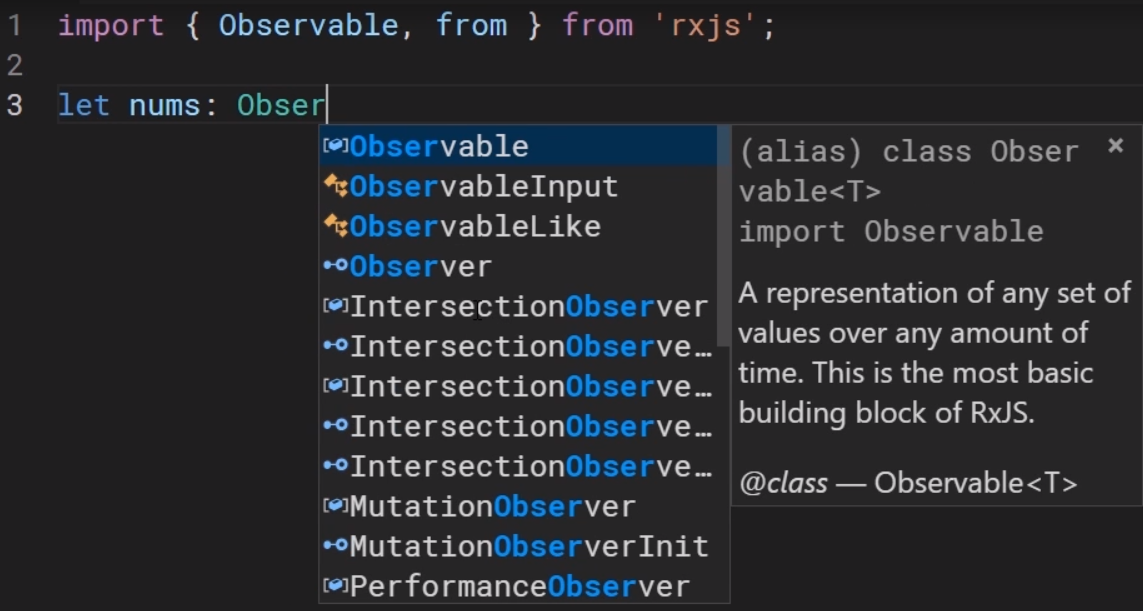 1 import { Observable, from } from 'rxjs';
2
3 let nums: Obser
Observable
ObservableInput
ObservableLike
Observer
IntersectionObserver
IntersectionObserve…
IntersectionObserve…
IntersectionObserve…
IntersectionObserve…
MutationObserver
MutationObserverInit
PerformanceObserver
(alias) class Obser
vable<T>
import Observable
A representation of any set of
values over any amount of
time. This is the most basic
building block of RxJS.
@class — Observable<T>